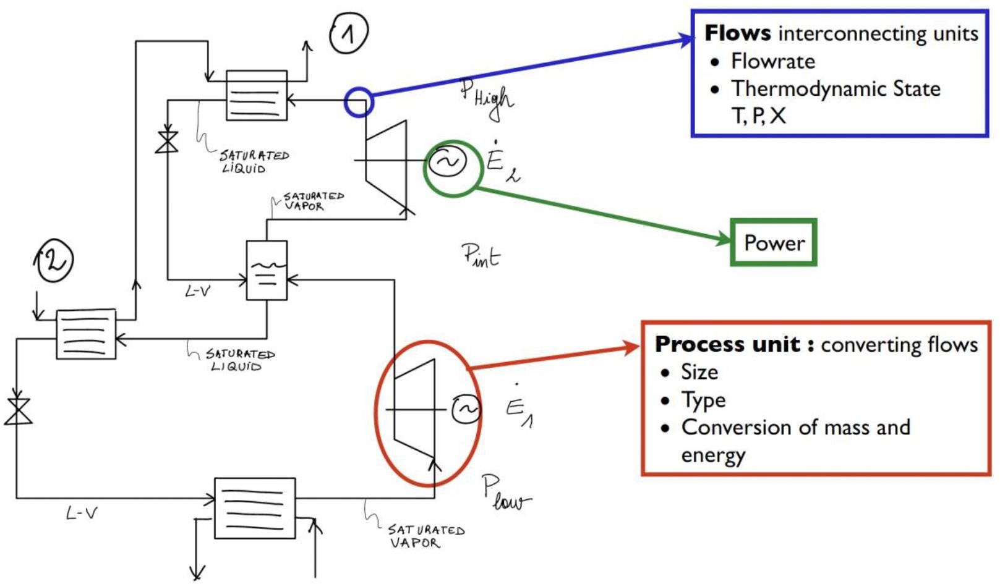 1
Flows interconnecting units
• Flowrate
• Thermodynamic State
T, P, X
P High
SATURATED
LIQUID
Ė 2
SATURATED
VAPOR
Power
2
P int
L-V
SATURATED
LIQUID
Process unit : converting flows
• Size
• Type
• Conversion of mass and
energy
Ė 1
P low
L-V
SATURATED
VAPOR